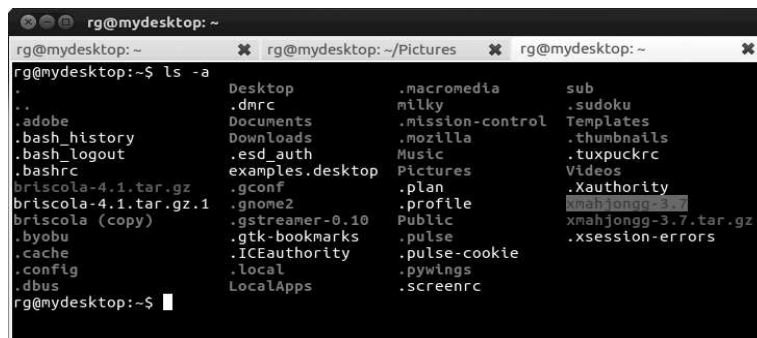 rg@mydesktop: ~
rg@mydesktop: ~ rg@mydesktop: ~/Pictures rg@mydesktop: ~
rg@mydesktop:~$ ls -a
. Desktop .macromedia sub
.. .dmrc milky .sudoku
.adobe Documents .mission-control Templates
.bash_history Downloads .mozilla .thumbnails
.bash_logout .esd_auth Music .tuxpuckrc
.bashrc examples.desktop Pictures Videos
briscola-4.1.tar.gz .gconf .plan .Xauthority
briscola-4.1.tar.gz.1 .gnome2 .profile xmahjongg-3.7
briscola (copy) .gstreamer-0.10 Public xmahjongg-3.7.tar.gz
.byobu .gtk-bookmarks .pulse .xsession-errors
.cache .ICEauthority .pulse-cookie
.config .local .pywings
.dbus LocalApps .screenrc
rg@mydesktop:~$